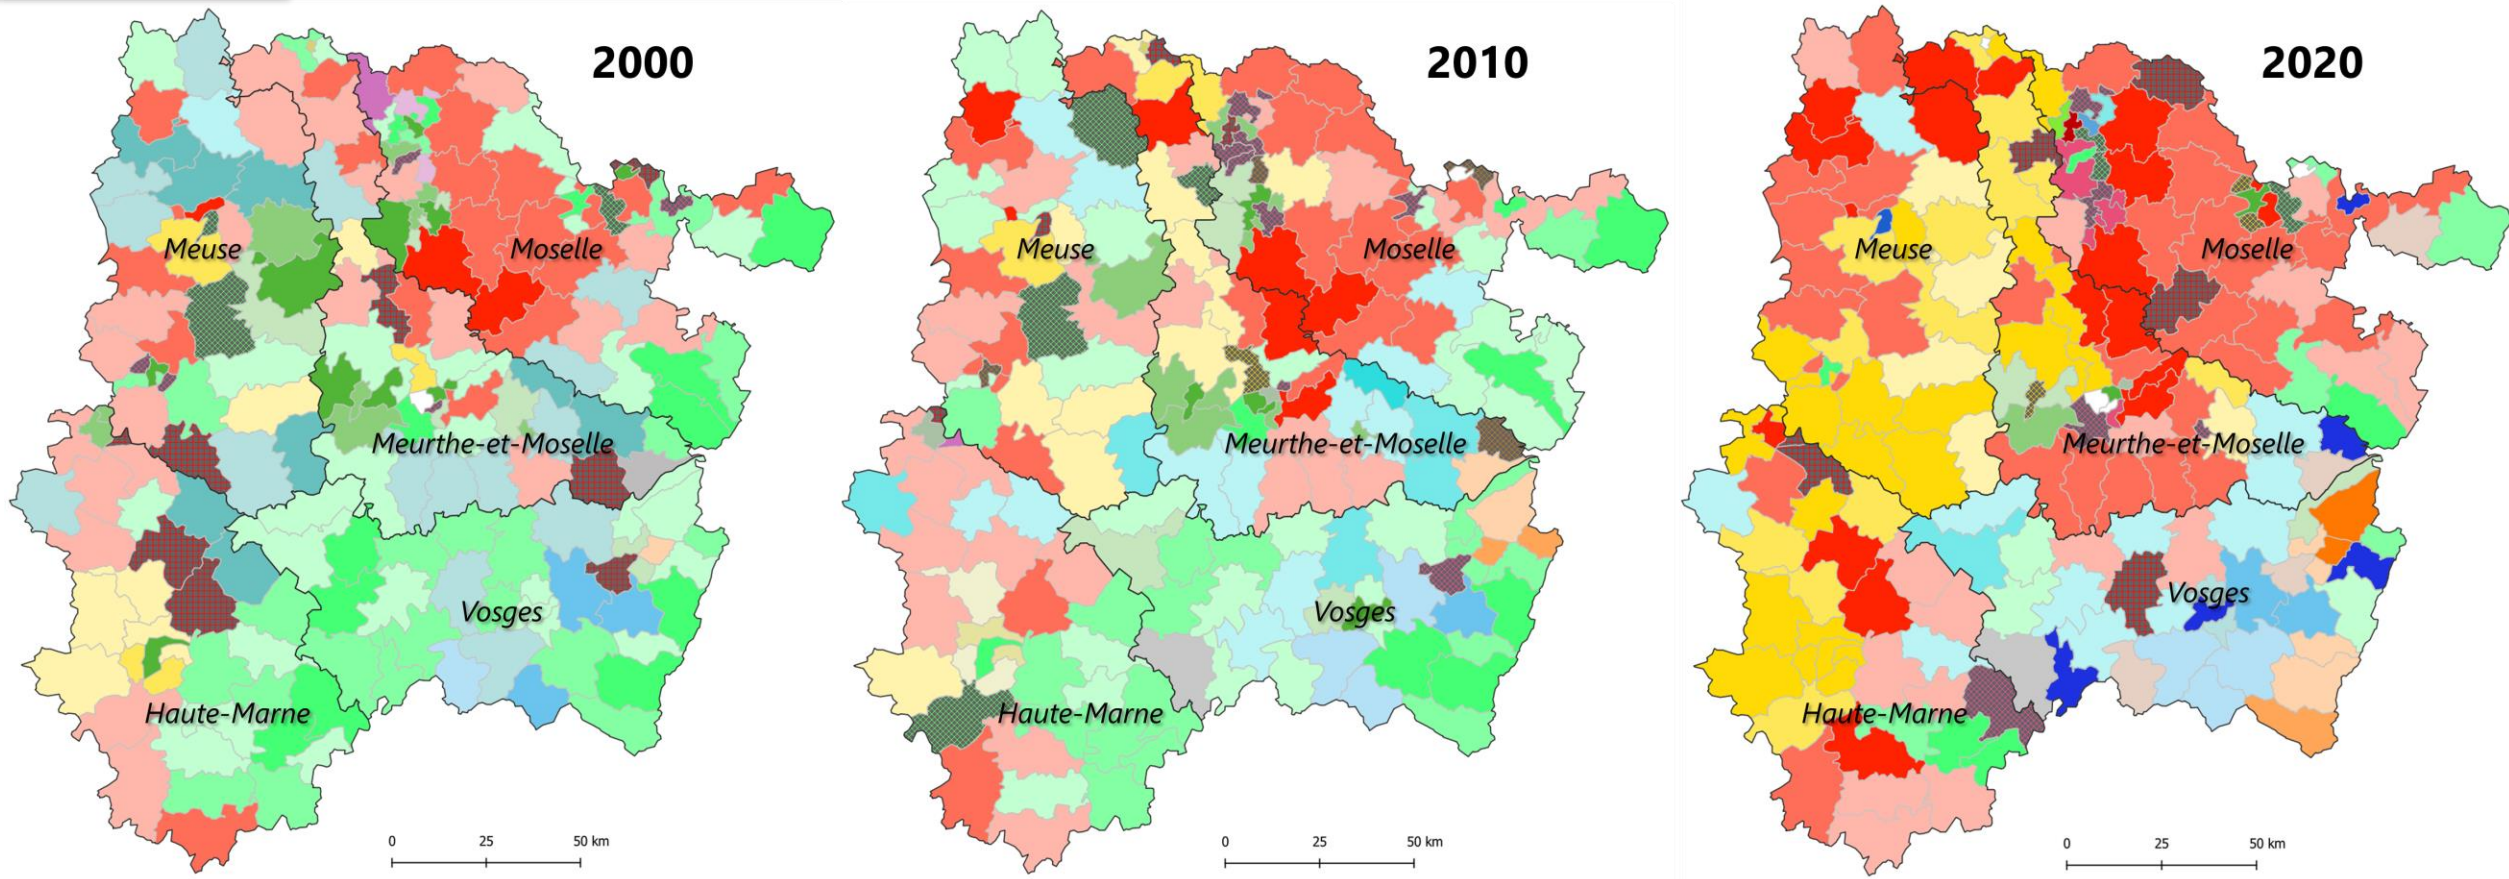 2000
Meuse
Moselle
Meurthe-et-Moselle
Vosges
Haute-Marne
0 25 50 km
2010
Meuse
Moselle
Meurthe-et-Moselle
Vosges
Haute-Marne
0 25 50 km
2020
Meuse
Moselle
Meurthe-et-Moselle
Vosges
Haute-Marne
0 25 50 km